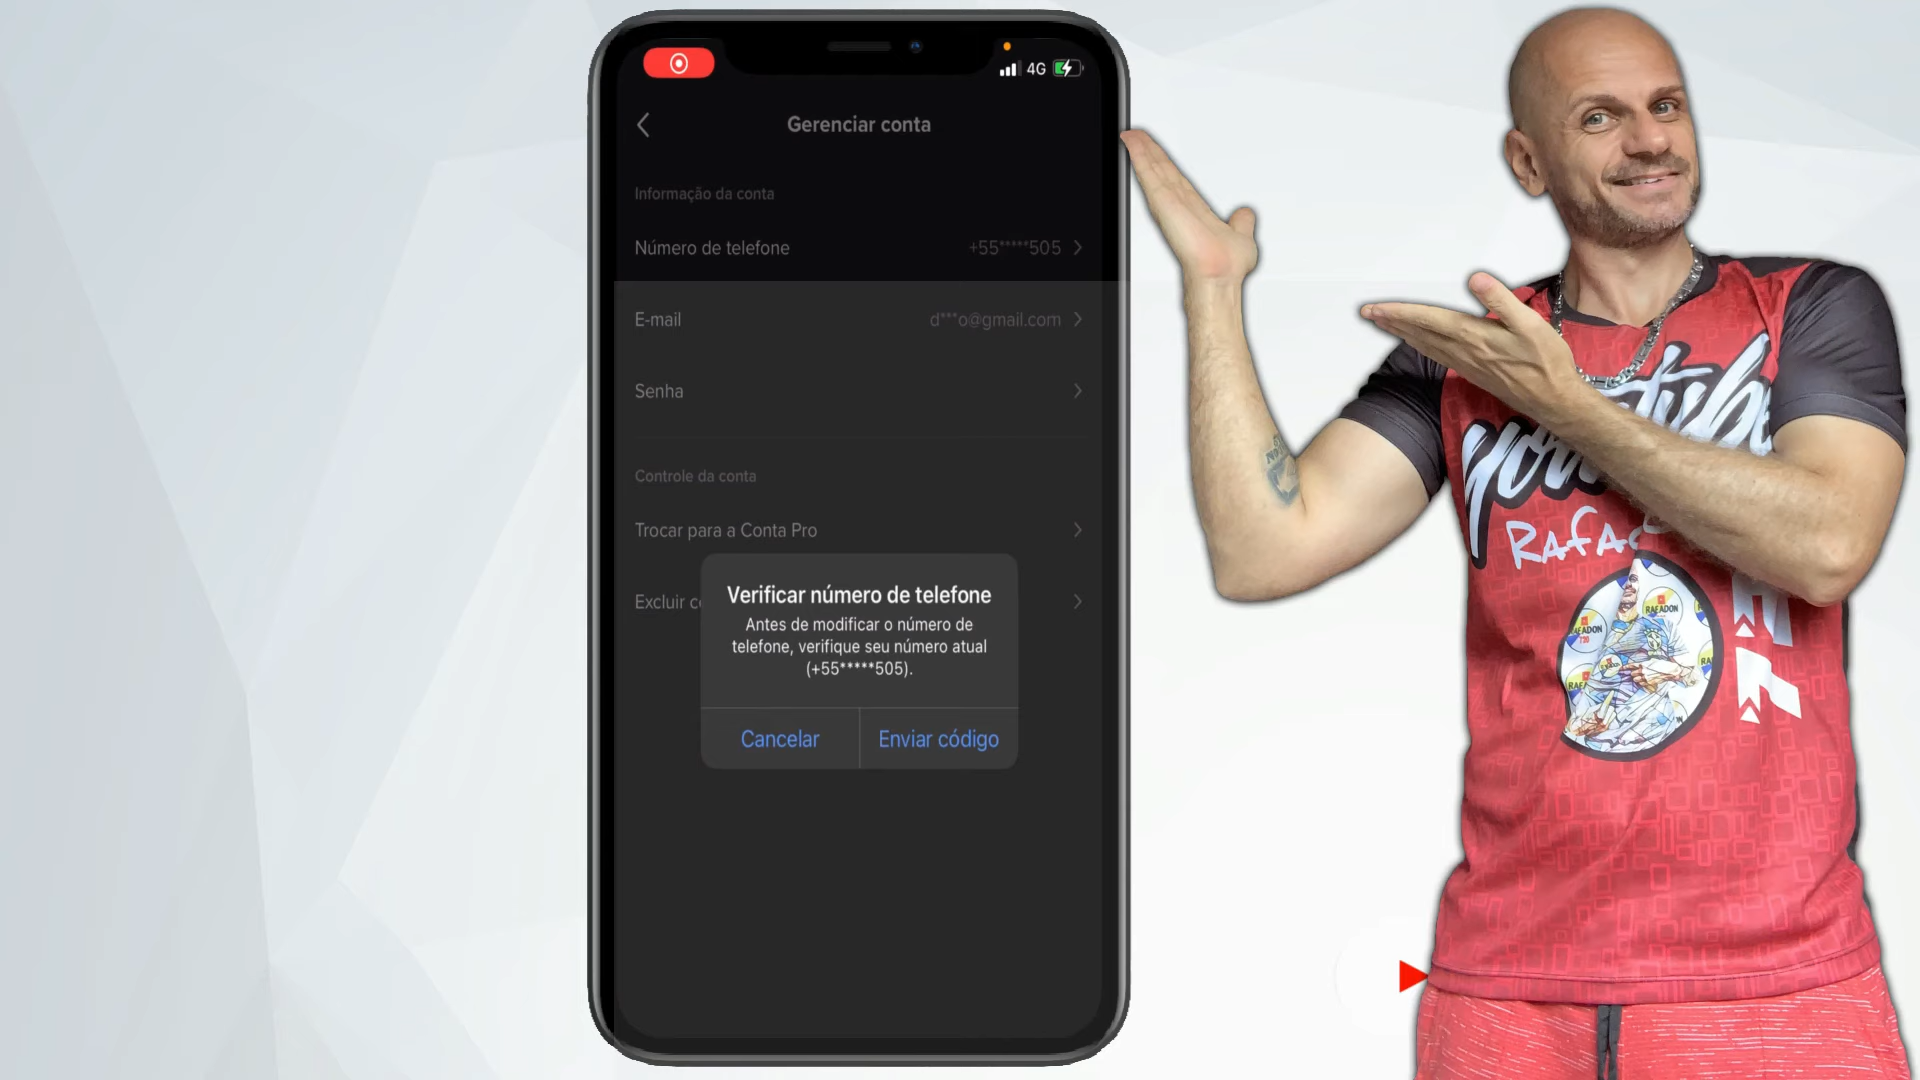 4G
Gerenciar conta
Informação da conta
Número de telefone +55*****505
E-mail d***o@gmail.com
Senha
Controle da conta
Trocar para a Conta Pro
Excluir c
Verificar número de telefone
Antes de modificar o número de
telefone, verifique seu número atual
(+55*****505).
Cancelar Enviar código
RAFADON